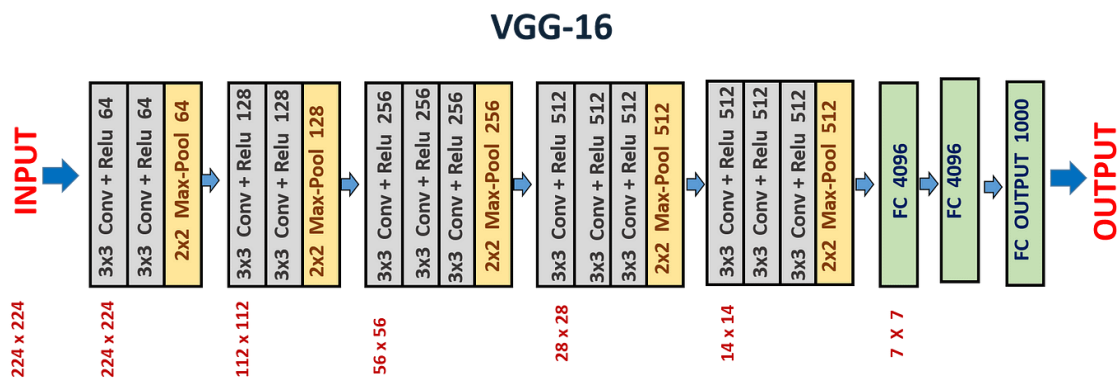 VGG-16
INPUT
3x3 Conv + Relu 64
3x3 Conv + Relu 64
2x2 Max-Pool 64
3x3 Conv + Relu 128
3x3 Conv + Relu 128
2x2 Max-Pool 128
3x3 Conv + Relu 256
3x3 Conv + Relu 256
3x3 Conv + Relu 256
2x2 Max-Pool 256
3x3 Conv + Relu 512
3x3 Conv + Relu 512
3x3 Conv + Relu 512
2x2 Max-Pool 512
3x3 Conv + Relu 512
3x3 Conv + Relu 512
3x3 Conv + Relu 512
2x2 Max-Pool 512
FC 4096
FC 4096
FC OUTPUT 1000
OUTPUT
224 x 224
224 x 224
112 x 112
56 x 56
28 x 28
14 x 14
7 X 7